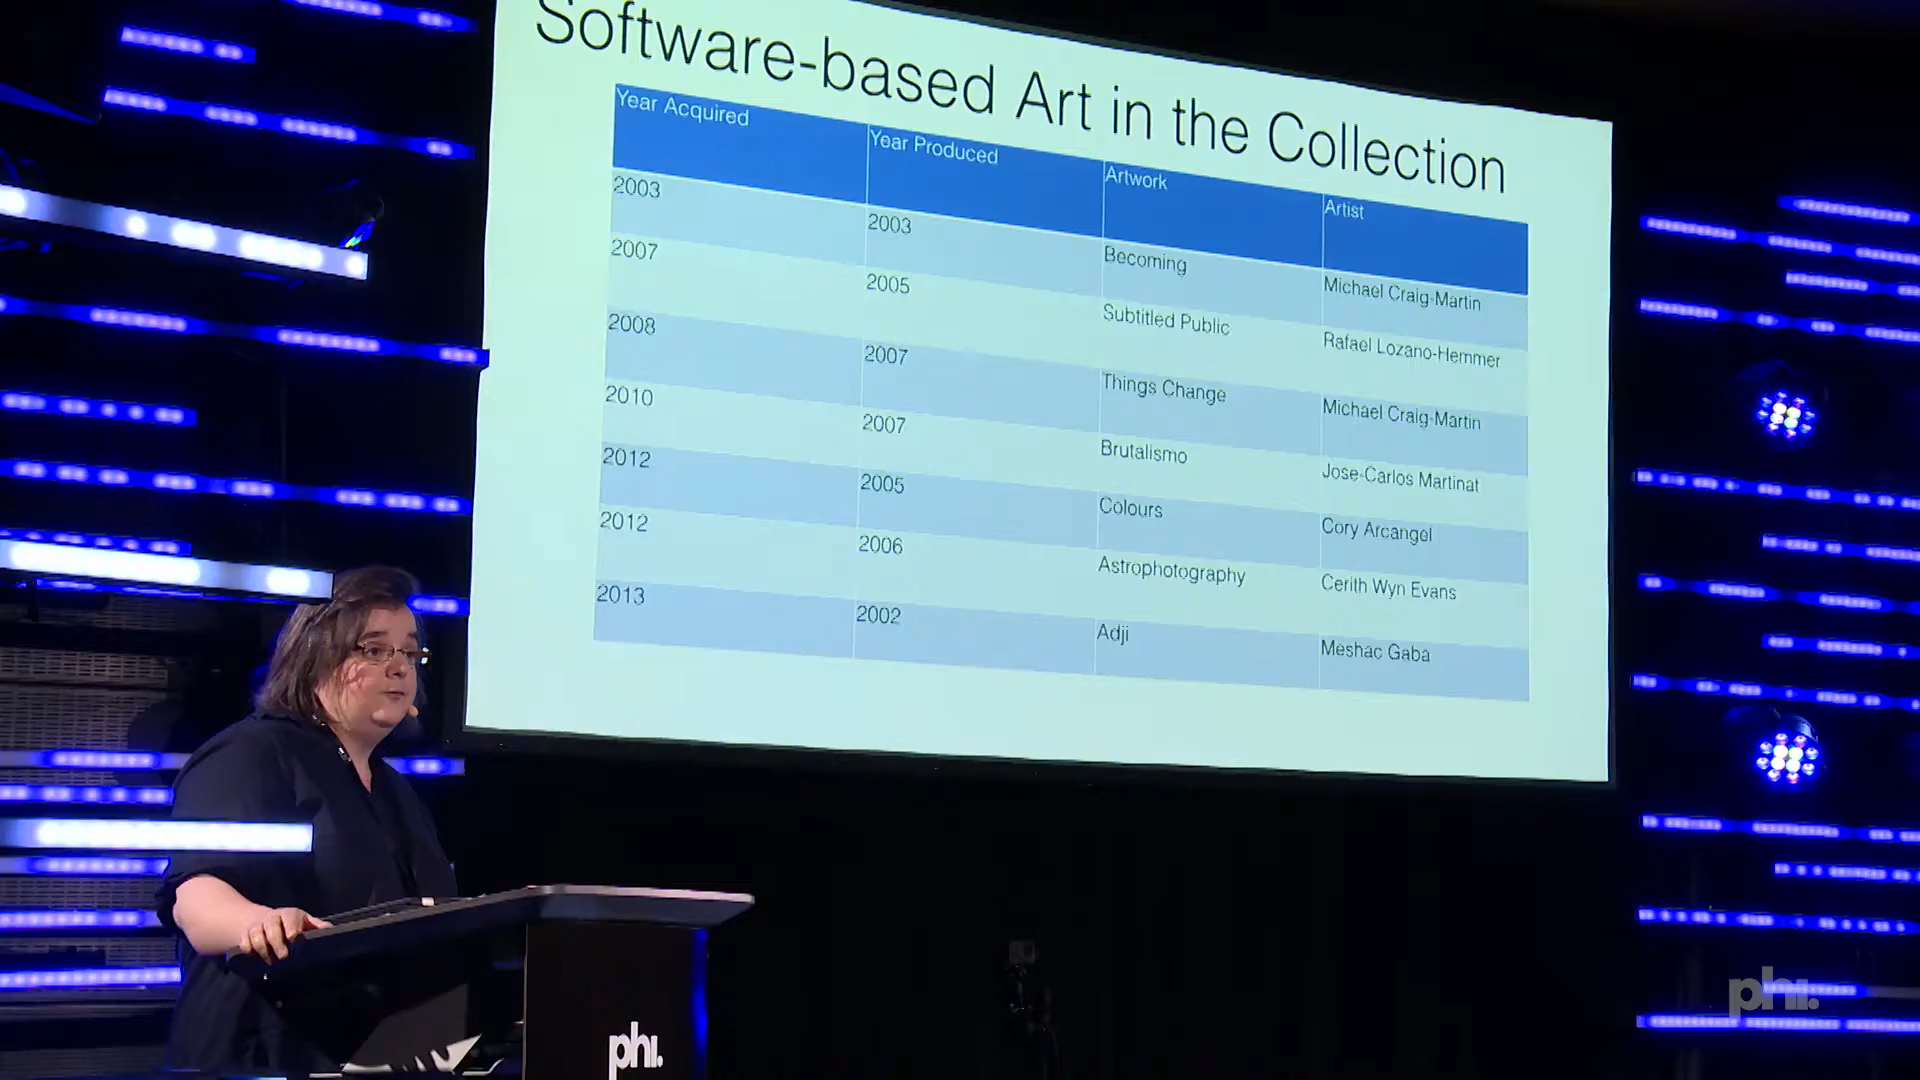 Software-based Art in the Collection
Year Acquired Year Produced Artwork Artist
2003 2003 Becoming Michael Craig-Martin
2007 2005 Subtitled Public Rafael Lozano-Hemmer
2008 2007 Things Change Michael Craig-Martin
2010 2007 Brutalismo Jose-Carlos Martinat
2012 2005 Colours Cory Arcangel
2012 2006 Astrophotography Cerith Wyn Evans
2013 2002 Adji Meshac Gaba
phi.
phi.